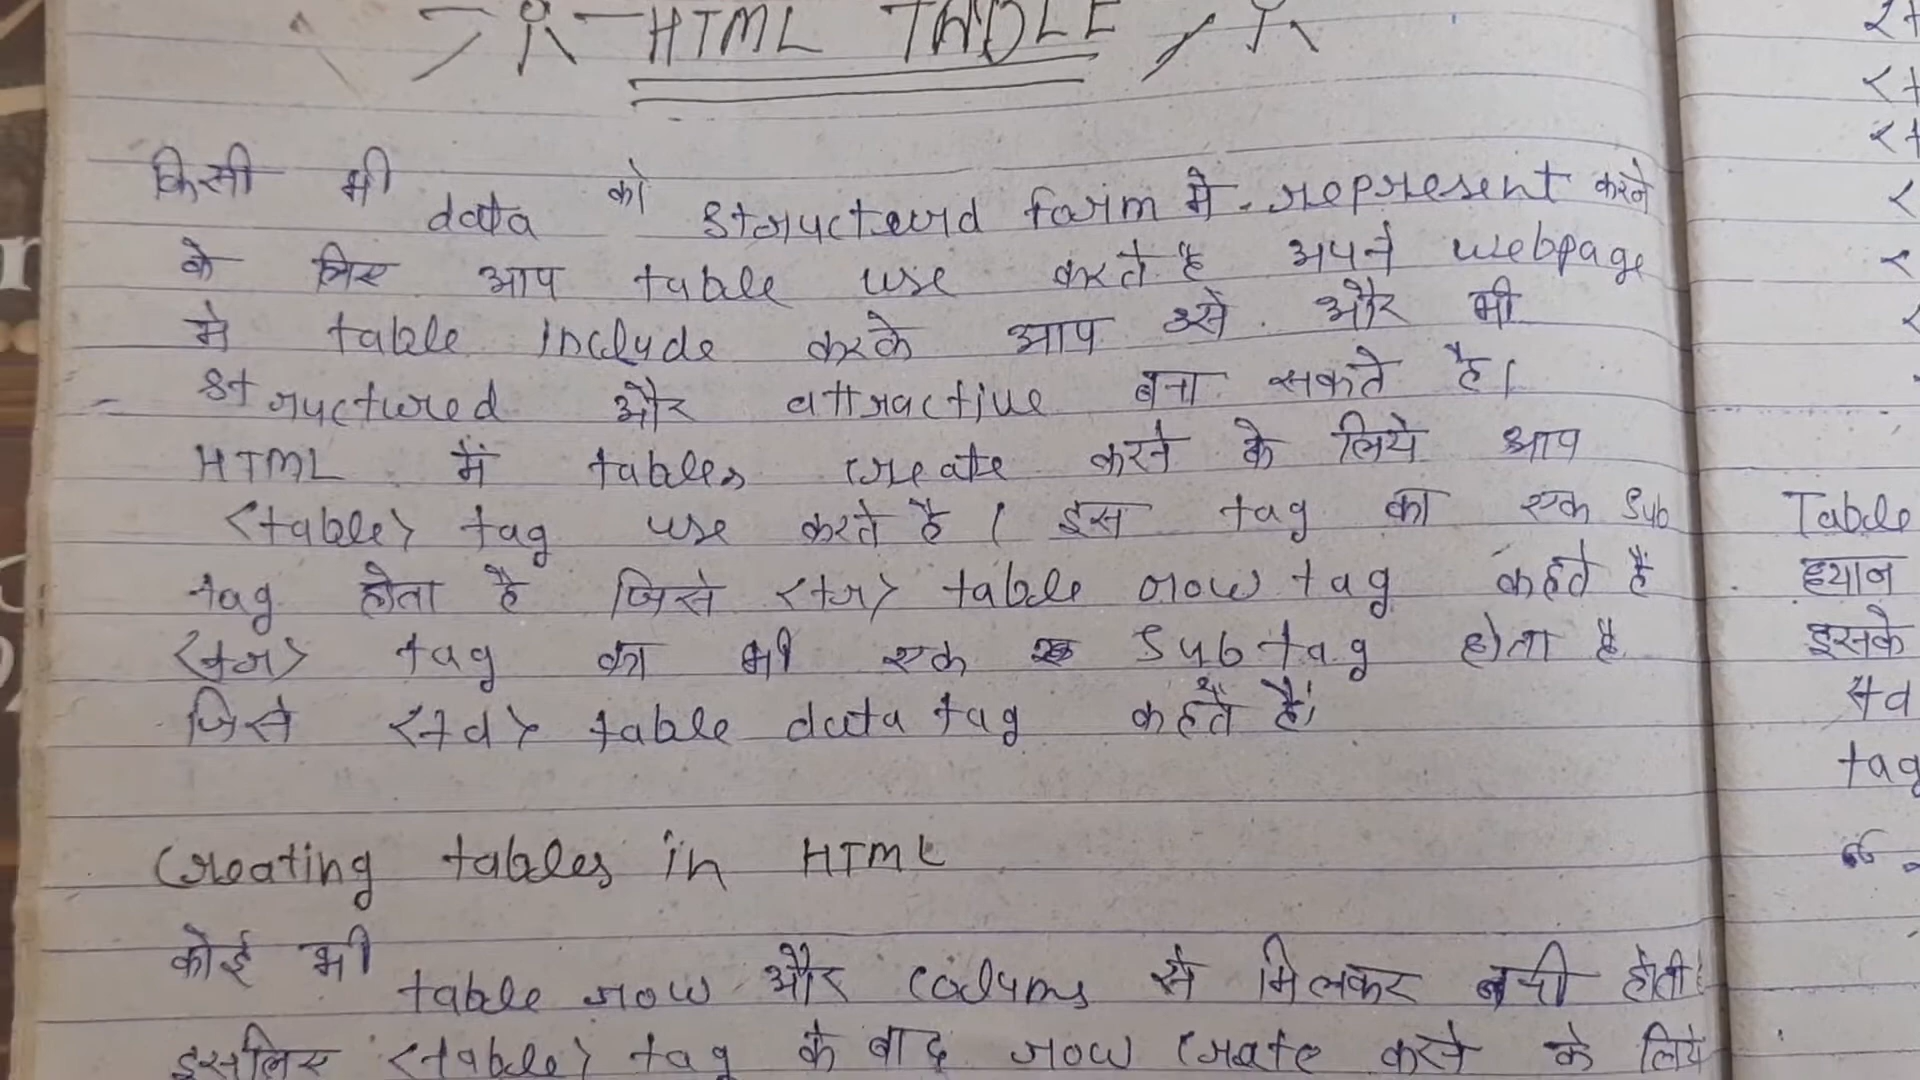 HTML TABLE
किसी भी data को structurd form मे represent करने
के लिए आप table use करते है अपने webpage
मे table include करके आप उसे और भी
structured और attractive बना सकते है।
HTML में tables create करने के लिये आप
<table> tag use करते है। इस tag का एक sub
tag होता है जिसे <tr> table row tag कहते हैं
<tr> tag का भी एक sub tag होता है
जिसे <td> table data tag कहते हैं।
Creating tables in HTML
कोई भी table row और colums से मिलकर बनी होती है
इसलिए <table> tag के बाद row create करने के लिये
Table
ध्यान
इसके
td
tag